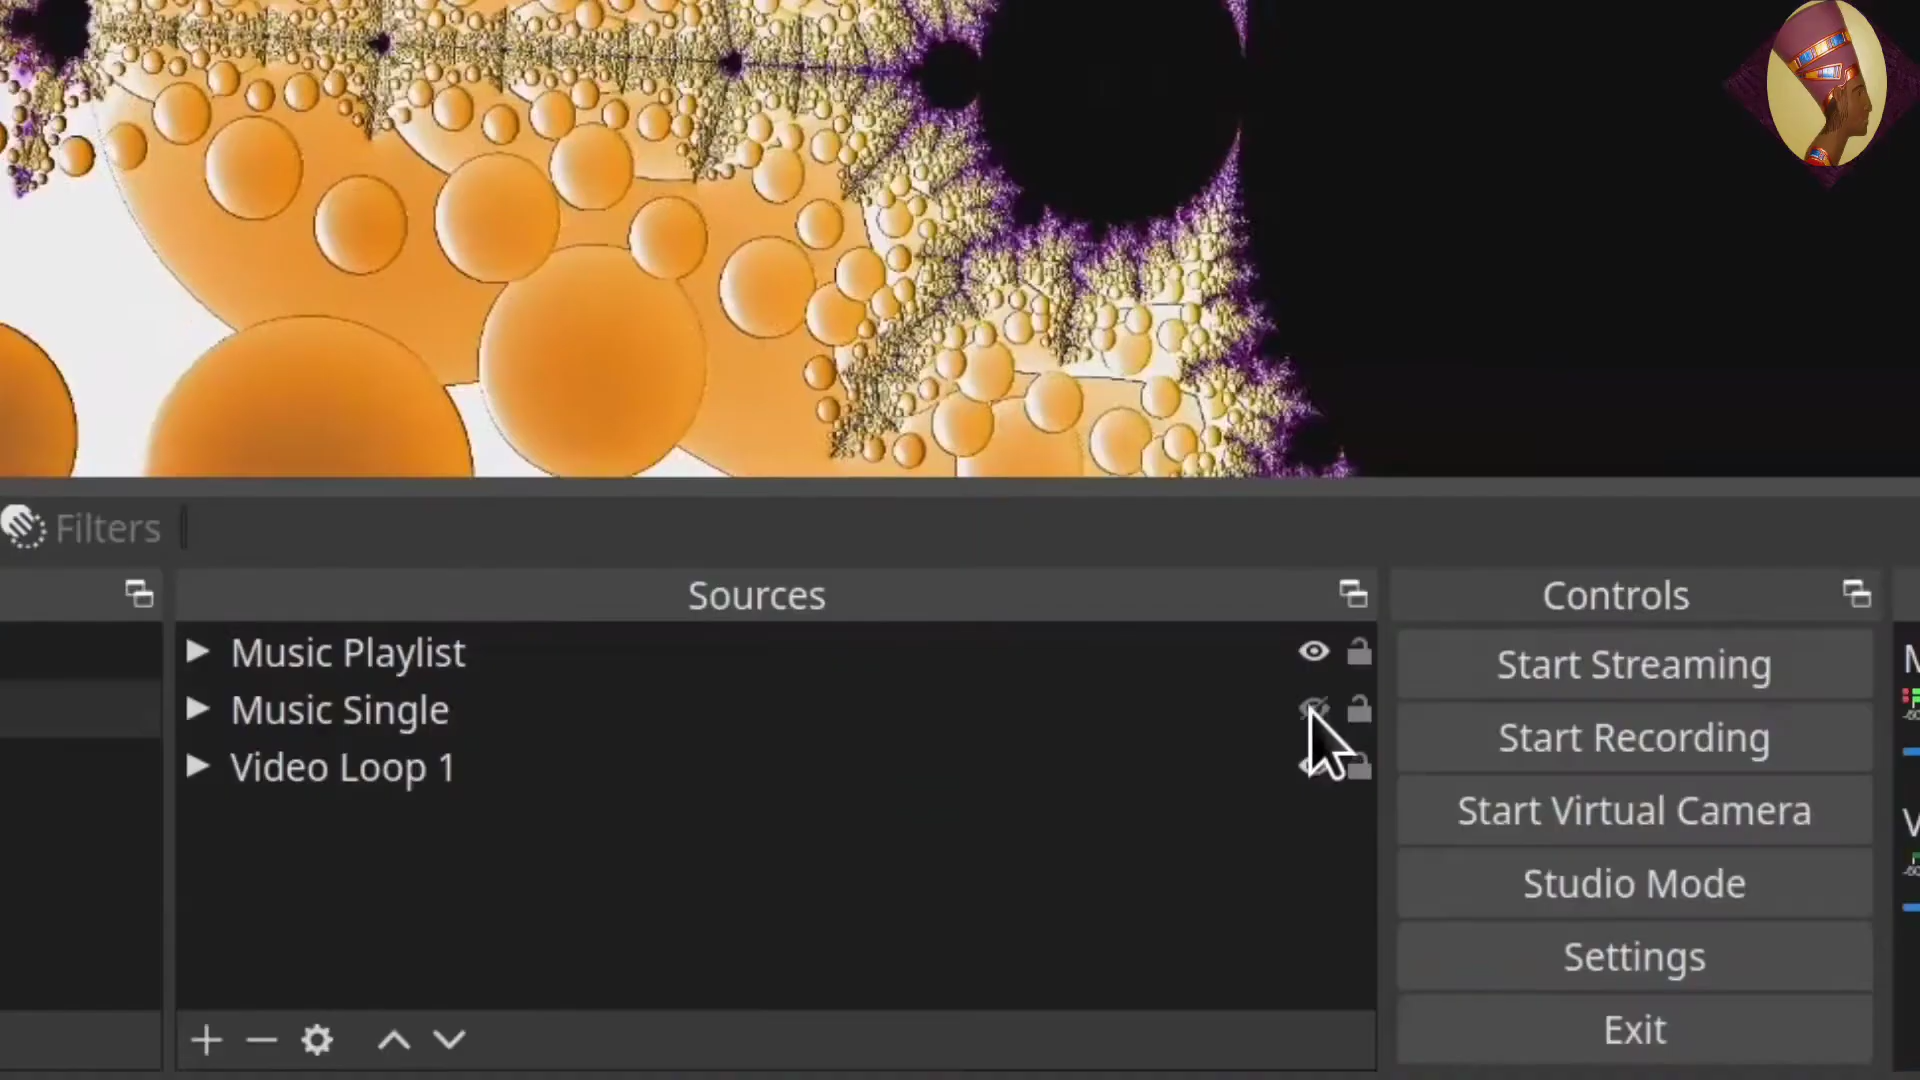 Filters
Sources
Controls
Music Playlist
Music Single
Video Loop 1
Start Streaming
Start Recording
Start Virtual Camera
Studio Mode
Settings
Exit